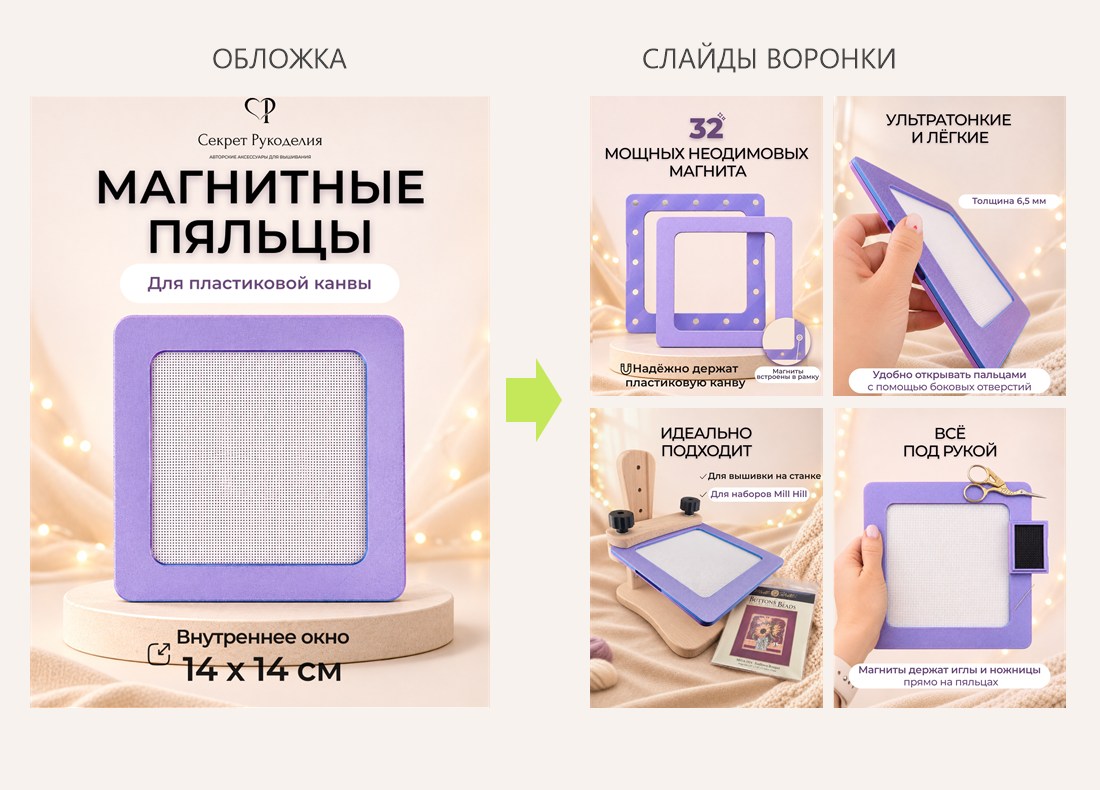 ОБЛОЖКА
СЛАЙДЫ ВОРОНКИ
Секрет Рукоделия
АВТОРСКИЕ АКСЕССУАРЫ ДЛЯ ВЫШИВАНИЯ
МАГНИТНЫЕ
ПЯЛЬЦЫ
Для пластиковой канвы
Внутреннее окно
14 х 14 см
32
МОЩНЫХ НЕОДИМОВЫХ
МАГНИТА
Надёжно держат
пластиковую канву
Магниты
встроены в рамку
УЛЬТРАТОНКИЕ
И ЛЁГКИЕ
Толщина 6,5 мм
Удобно открывать пальцами
с помощью боковых отверстий
ИДЕАЛЬНО
ПОДХОДИТ
Для вышивки на станке
Для наборов Mill Hill
BUTTONS & BEADS
ВСЁ
ПОД РУКОЙ
Магниты держат иглы и ножницы
прямо на пяльцах